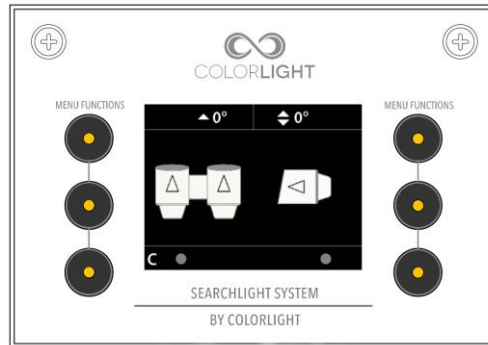 COLORLIGHT
MENU FUNCTIONS
MENU FUNCTIONS
0° 0°
C
SEARCHLIGHT SYSTEM
BY COLORLIGHT